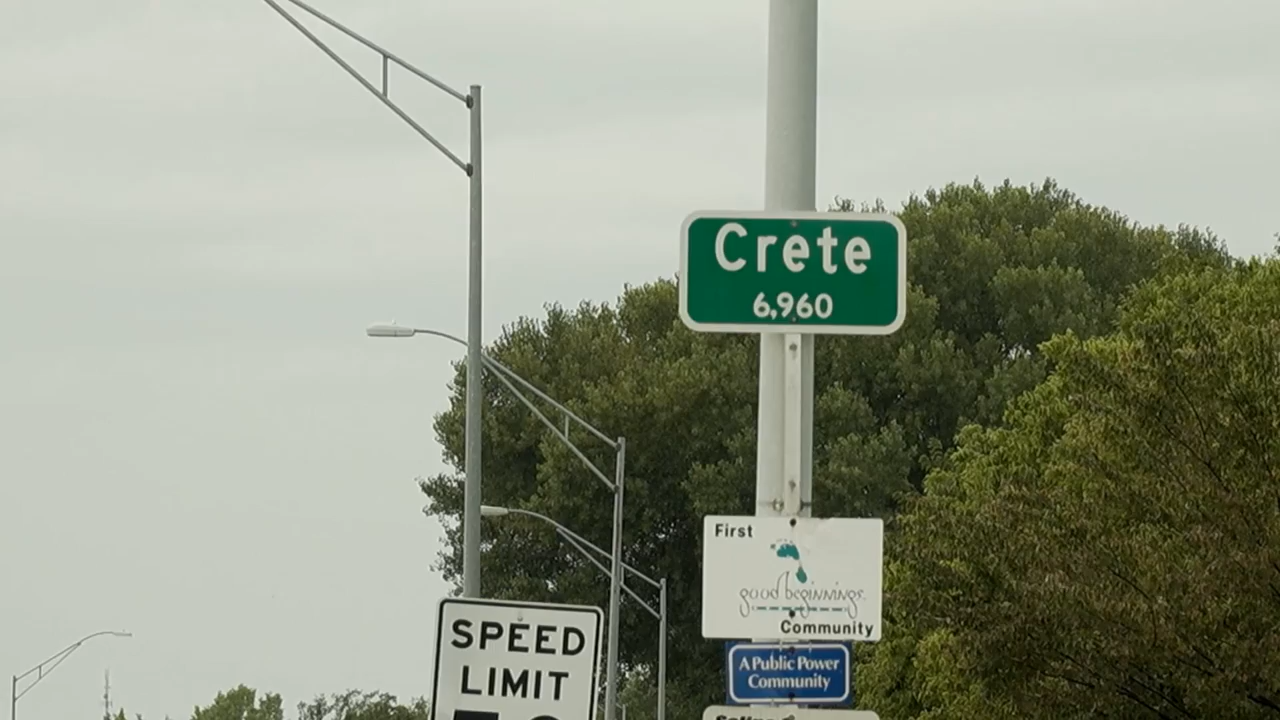 Crete
6,960
First
good beginnings
Community
A Public Power
Community
SPEED
LIMIT